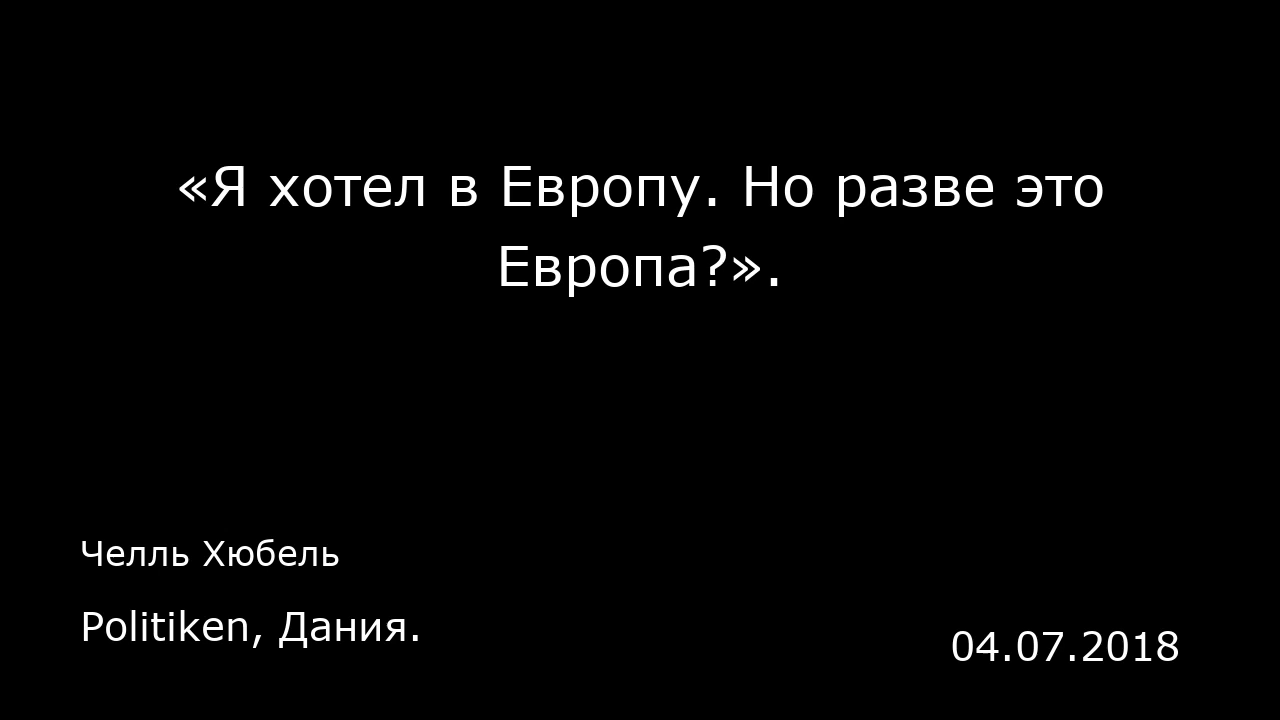 «Я хотел в Европу. Но разве это
Европа?».
Челль Хюбель
Politiken, Дания.
04.07.2018